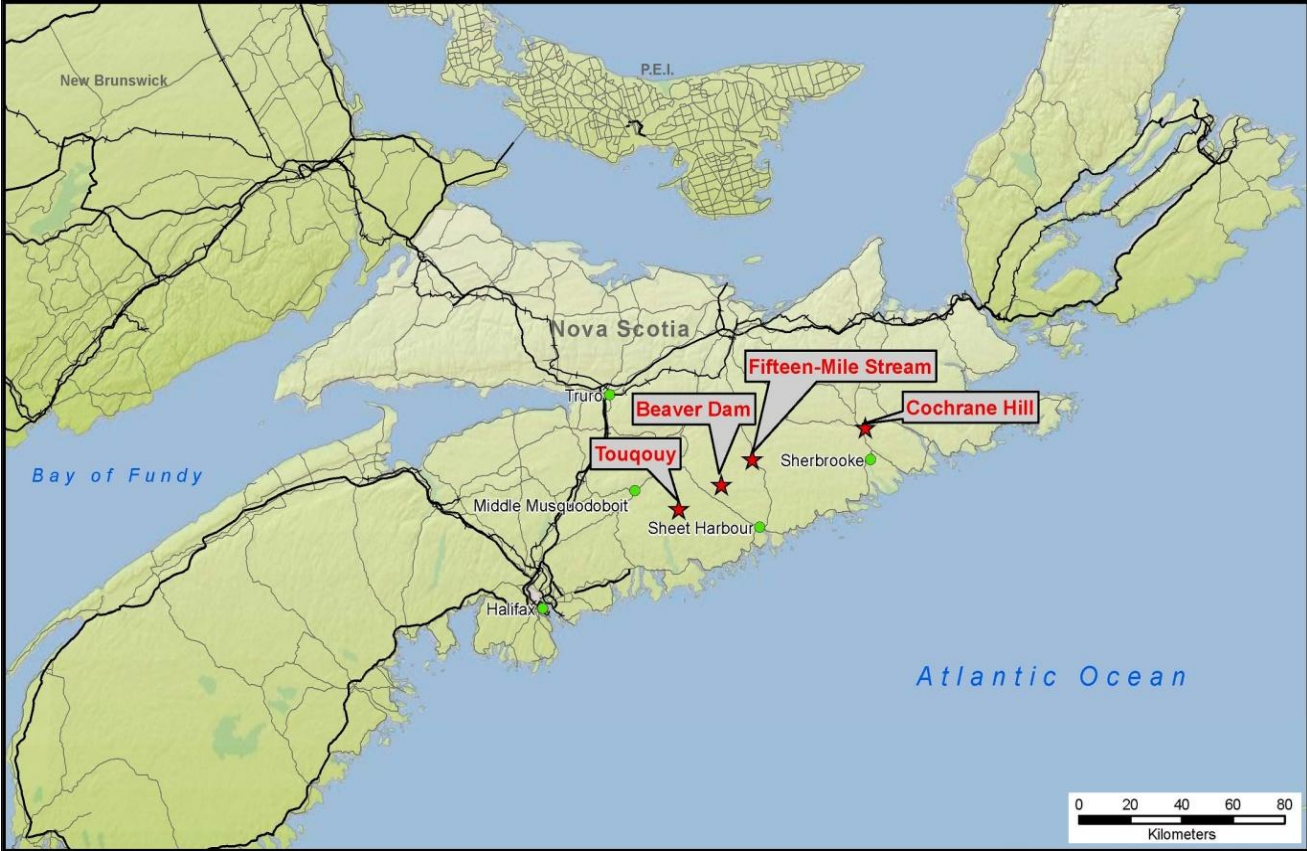 New Brunswick
P.E.I.
Nova Scotia
Fifteen-Mile Stream
Truro
Beaver Dam
Cochrane Hill
Touqouy
Sherbrooke
Bay of Fundy
Middle Musquodoboit
Sheet Harbour
Halifax
Atlantic Ocean
0 20 40 60 80
Kilometers